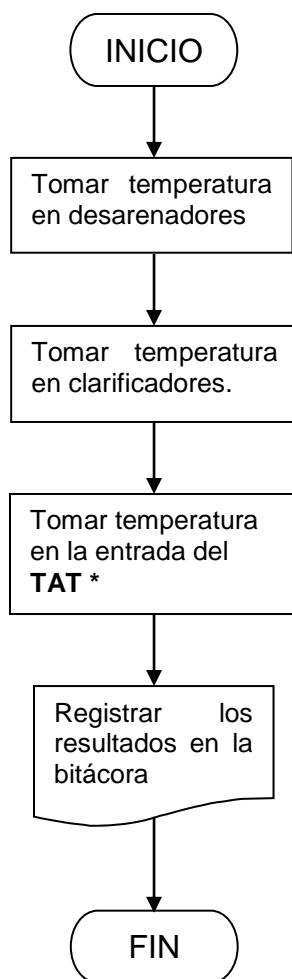 INICIO
Tomar temperatura
en desarenadores
Tomar temperatura
en clarificadores.
Tomar temperatura
en la entrada del
TAT *
Registrar los
resultados en la
bitácora
FIN